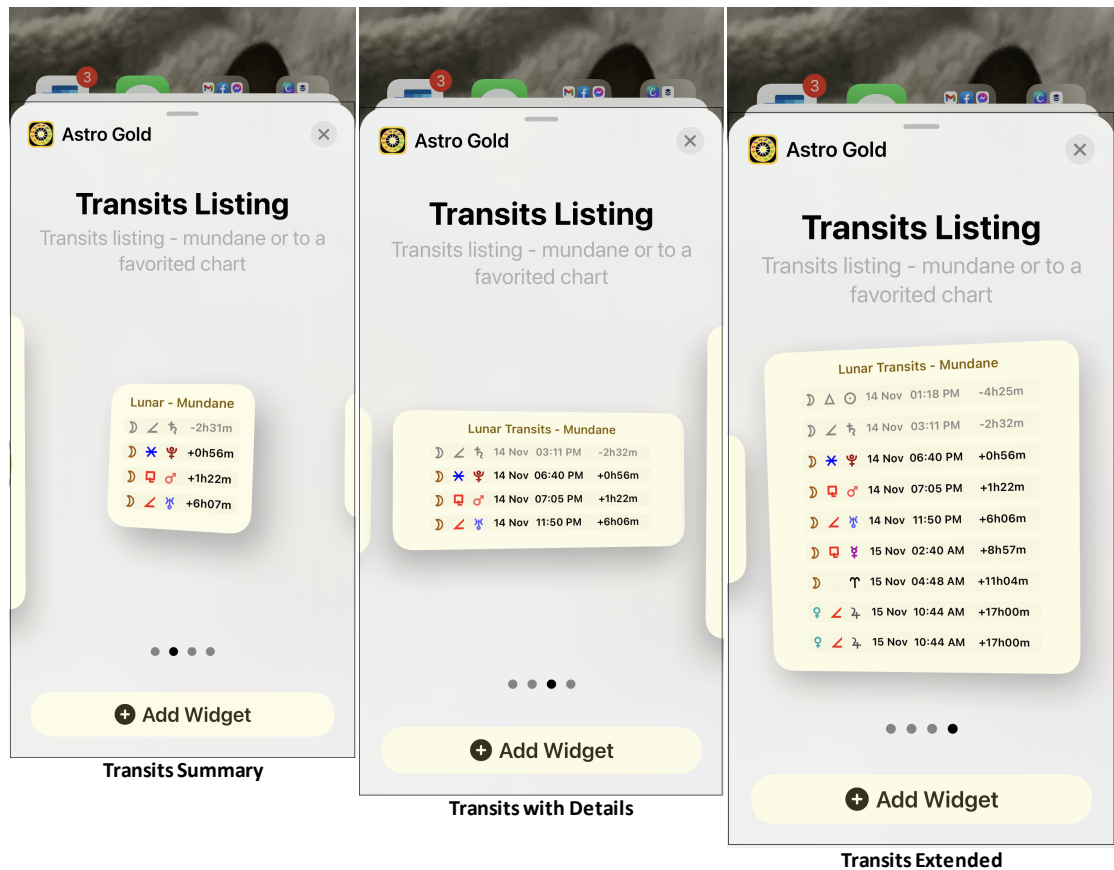 3
Astro Gold
Transits Listing
Transits listing - mundane or to a
favorited chart
Lunar - Mundane
☽ ∠ ♄ -2h31m
☽ ⚹ ♇ +0h56m
☽ ⚼ ♂ +1h22m
☽ ∠ ♅ +6h07m
Add Widget
Transits Summary
3
Astro Gold
Transits Listing
Transits listing - mundane or to a
favorited chart
Lunar Transits - Mundane
☽ ∠ ♄ 14 Nov 03:11 PM -2h32m
☽ ⚹ ♇ 14 Nov 06:40 PM +0h56m
☽ ⚼ ♂ 14 Nov 07:05 PM +1h22m
☽ ∠ ♅ 14 Nov 11:50 PM +6h06m
Add Widget
Transits with Details
3
Astro Gold
Transits Listing
Transits listing - mundane or to a
favorited chart
Lunar Transits - Mundane
☽ △ ☉ 14 Nov 01:18 PM -4h25m
☽ ∠ ♄ 14 Nov 03:11 PM -2h32m
☽ ⚹ ♇ 14 Nov 06:40 PM +0h56m
☽ ⚼ ♂ 14 Nov 07:05 PM +1h22m
☽ ∠ ♅ 14 Nov 11:50 PM +6h06m
☽ ⚼ ☿ 15 Nov 02:40 AM +8h57m
☽ ♈ 15 Nov 04:48 AM +11h04m
♀ ∠ ♃ 15 Nov 10:44 AM +17h00m
♀ ∠ ♃ 15 Nov 10:44 AM +17h00m
Add Widget
Transits Extended